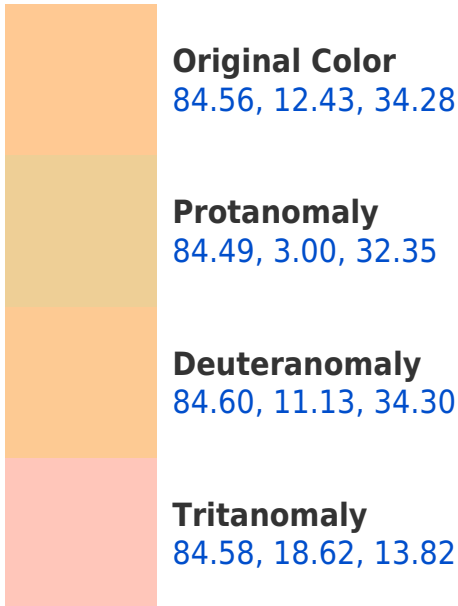 Original Color
84.56, 12.43, 34.28
Protanomaly
84.49, 3.00, 32.35
Deuteranomaly
84.60, 11.13, 34.30
Tritanomaly
84.58, 18.62, 13.82